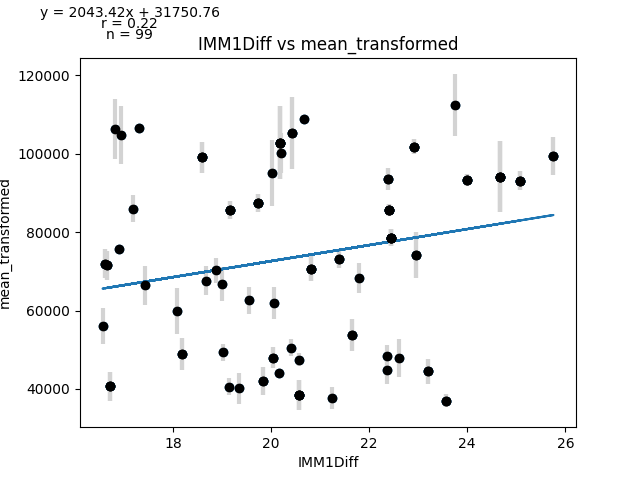 y = 2043.42x + 31750.76
r = 0.22
n = 99
IMM1Diff vs mean_transformed
120000
100000
80000
60000
40000
mean_transformed
18 20 22 24 26
IMM1Diff